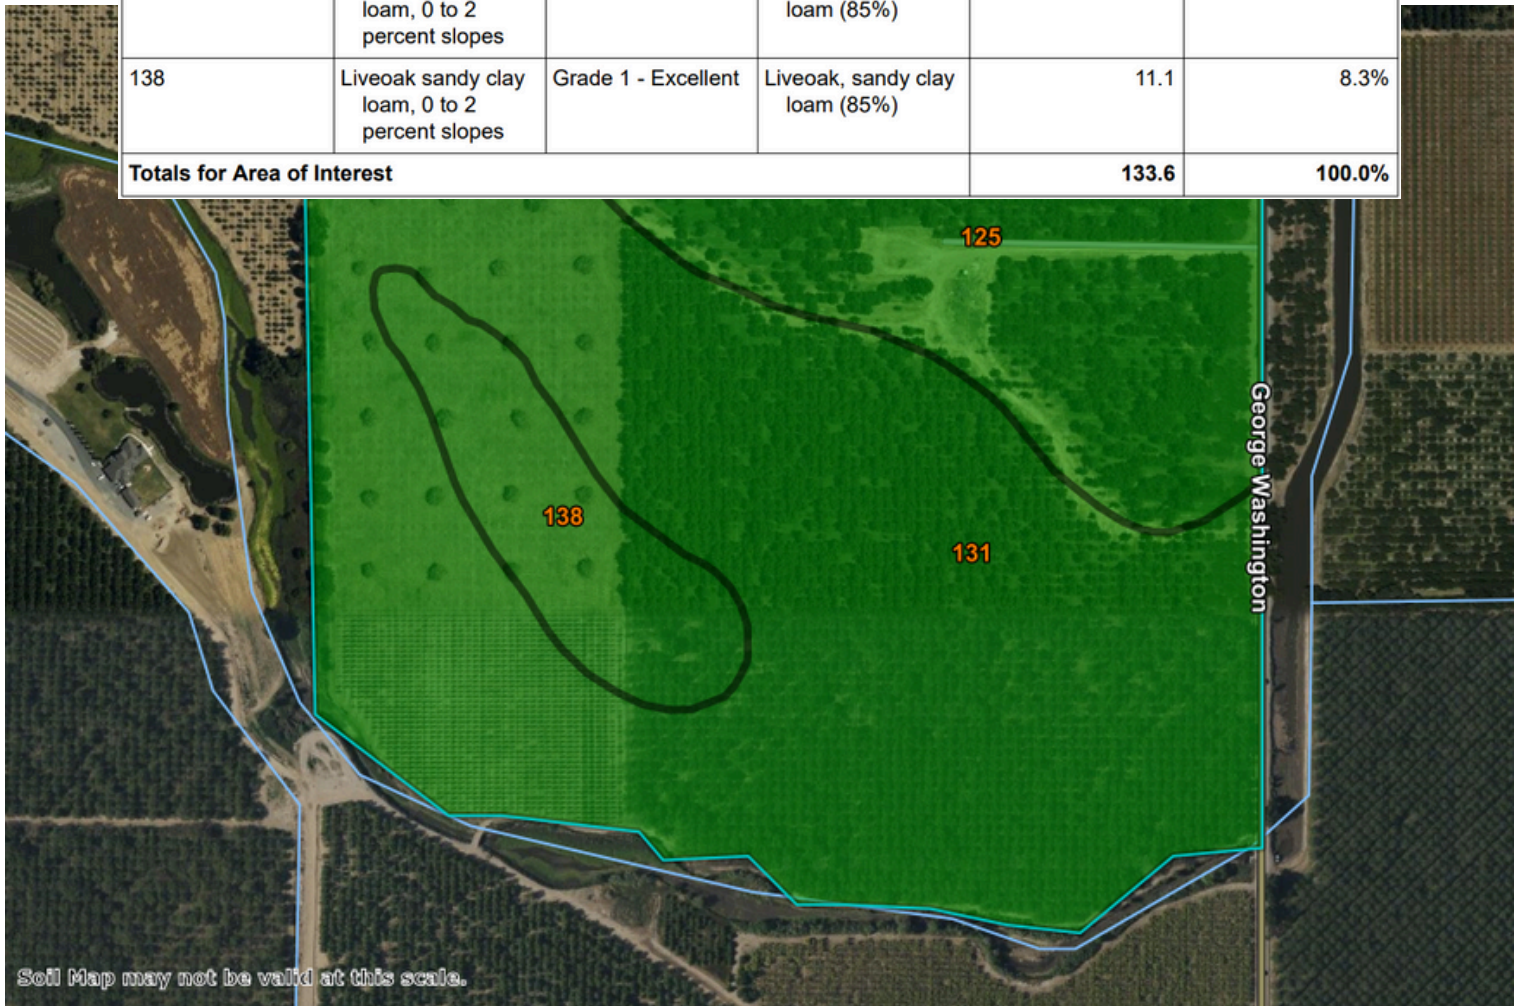 loam, 0 to 2
percent slopes
loam (85%)
138
Liveoak sandy clay
loam, 0 to 2
percent slopes
Grade 1 - Excellent
Liveoak, sandy clay
loam (85%)
11.1
8.3%
Totals for Area of Interest
133.6
100.0%
125
George Washington
138
131
Soil Map may not be valid at this scale.